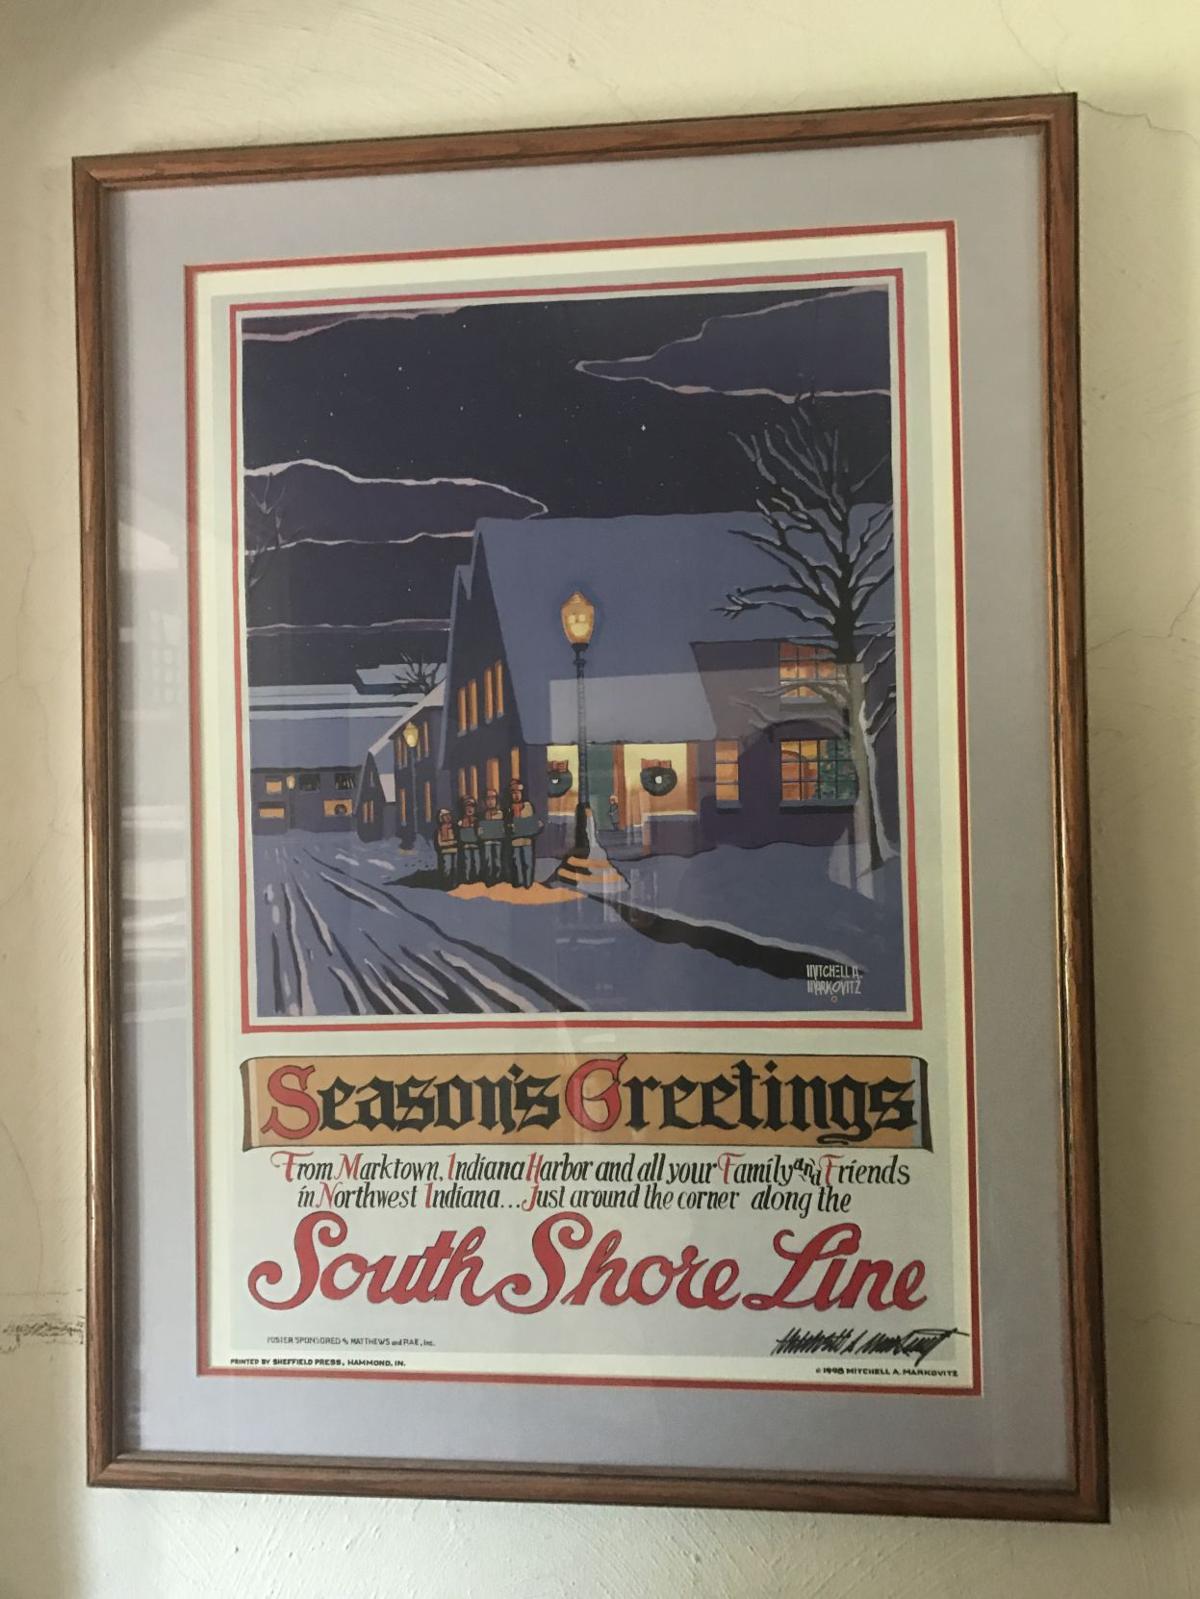 MITCHELL A.
MARKOVITZ
Season's Greetings
From Marktown, Indiana Harbor and all your Family and Friends
in Northwest Indiana... Just around the corner along the
South Shore Line
POSTER SPONSORED by MATTHEWS and RAE, Inc.
PRINTED BY SHEFFIELD PRESS, HAMMOND, IN.
© 1998 MITCHELL A. MARKOVITZ